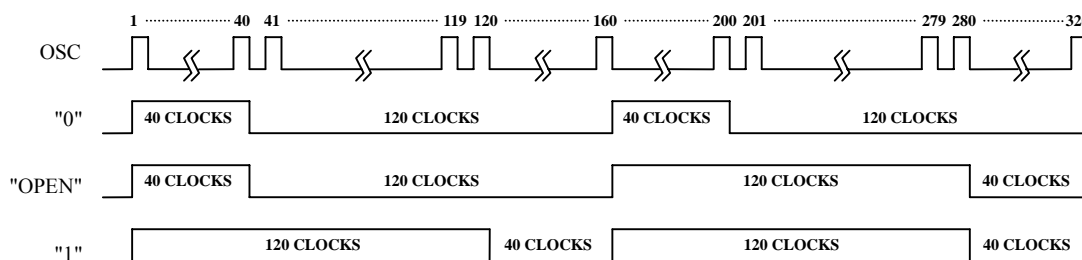 1 40 41 119 120 160 200 201 279 280
OSC
"0" 40 CLOCKS 120 CLOCKS 40 CLOCKS 120 CLOCKS
"OPEN" 40 CLOCKS 120 CLOCKS 120 CLOCKS 40 CLOCKS
"1" 120 CLOCKS 40 CLOCKS 120 CLOCKS 40 CLOCKS